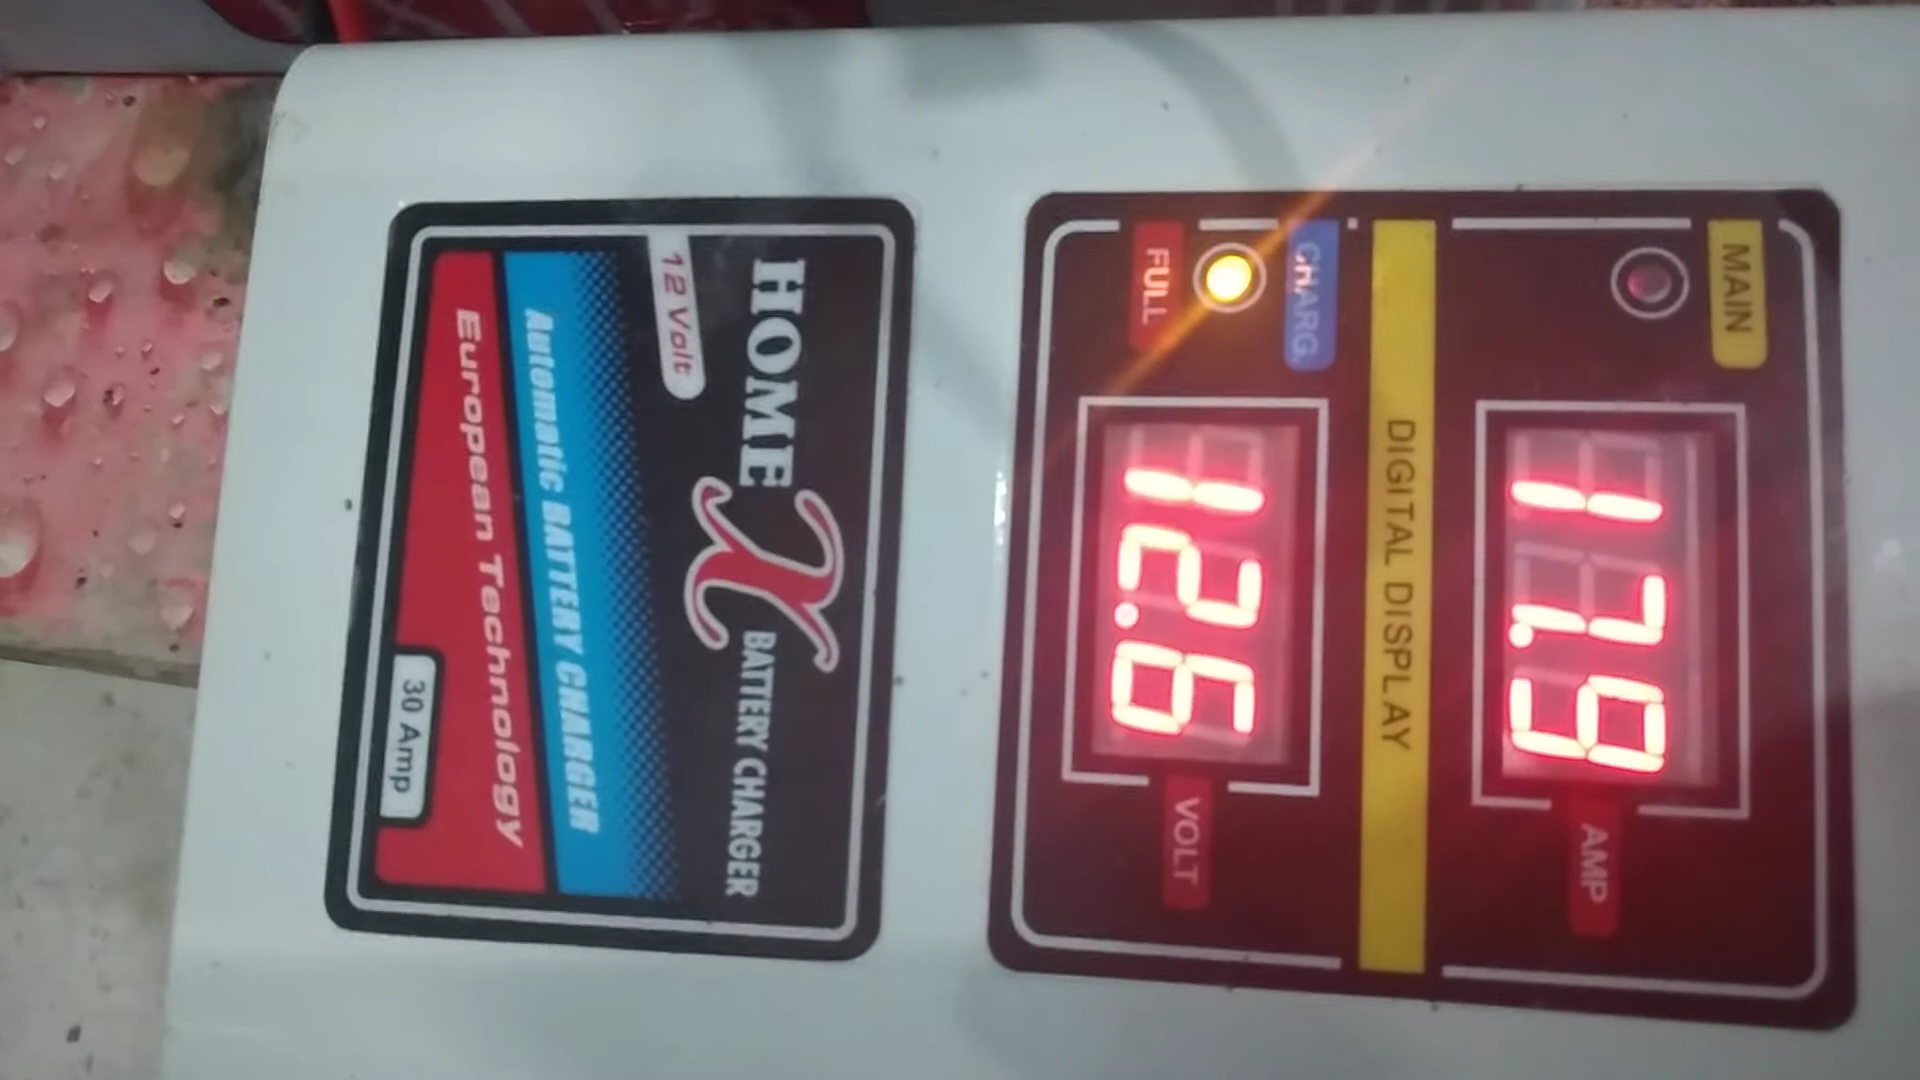 MAIN
17.9 AMP
DIGITAL DISPLAY
CHARG.
12.6 VOLT
FULL
HOME X BATTERY CHARGER
12 Volt
Automatic BATTERY CHARGER
European Technology
30 Amp